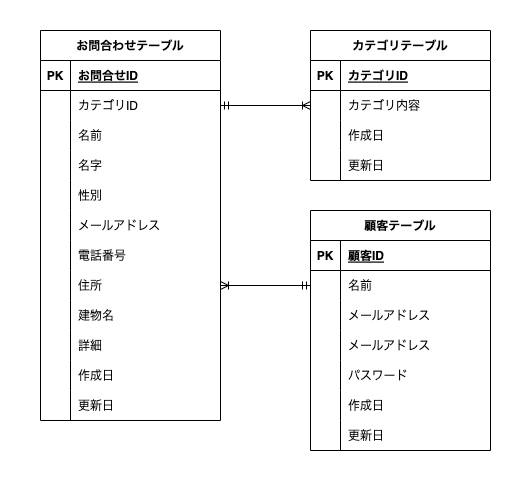 お問合わせテーブル
PK お問合せID
カテゴリID
名前
名字
性別
メールアドレス
電話番号
住所
建物名
詳細
作成日
更新日
カテゴリテーブル
PK カテゴリID
カテゴリ内容
作成日
更新日
顧客テーブル
PK 顧客ID
名前
メールアドレス
メールアドレス
パスワード
作成日
更新日